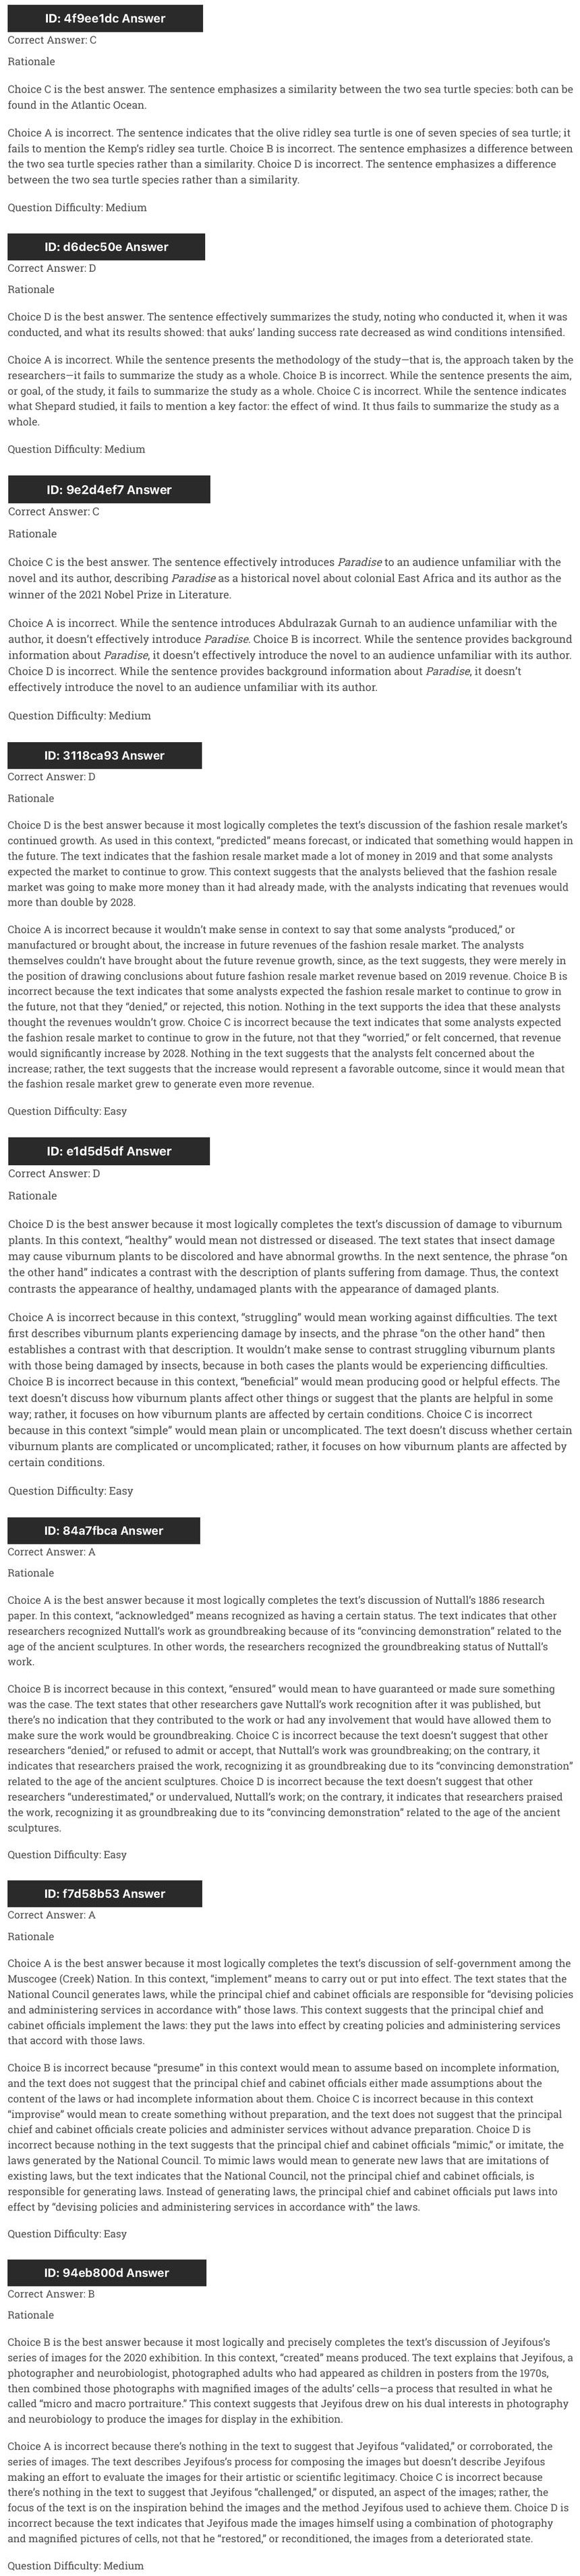 ID: 4f9ee1dc Answer
Correct Answer: C
Rationale
Choice C is the best answer. The sentence emphasizes a similarity between the two sea turtle species: both can be
found in the Atlantic Ocean.
Choice A is incorrect. The sentence indicates that the olive ridley sea turtle is one of seven species of sea turtle; it
fails to mention the Kemp’s ridley sea turtle. Choice B is incorrect. The sentence emphasizes a difference between
the two sea turtle species rather than a similarity. Choice D is incorrect. The sentence emphasizes a difference
between the two sea turtle species rather than a similarity.
Question Difficulty: Medium
ID: d6dec50e Answer
Correct Answer: D
Rationale
Choice D is the best answer. The sentence effectively summarizes the study, noting who conducted it, when it was
conducted, and what its results showed: that auks’ landing success rate decreased as wind conditions intensified.
Choice A is incorrect. While the sentence presents the methodology of the study—that is, the approach taken by the
researchers—it fails to summarize the study as a whole. Choice B is incorrect. While the sentence presents the aim,
or goal, of the study, it fails to summarize the study as a whole. Choice C is incorrect. While the sentence indicates
what Shepard studied, it fails to mention a key factor: the effect of wind. It thus fails to summarize the study as a
whole.
Question Difficulty: Medium
ID: 9e2d4ef7 Answer
Correct Answer: C
Rationale
Choice C is the best answer. The sentence effectively introduces Paradise to an audience unfamiliar with the
novel and its author, describing Paradise as a historical novel about colonial East Africa and its author as the
winner of the 2021 Nobel Prize in Literature.
Choice A is incorrect. While the sentence introduces Abdulrazak Gurnah to an audience unfamiliar with the
author, it doesn’t effectively introduce Paradise. Choice B is incorrect. While the sentence provides background
information about Paradise, it doesn’t effectively introduce the novel to an audience unfamiliar with its author.
Choice D is incorrect. While the sentence provides background information about Paradise, it doesn’t
effectively introduce the novel to an audience unfamiliar with its author.
Question Difficulty: Medium
ID: 3118ca93 Answer
Correct Answer: D
Rationale
Choice D is the best answer because it most logically completes the text’s discussion of the fashion resale market’s
continued growth. As used in this context, “predicted” means forecast, or indicated that something would happen in
the future. The text indicates that the fashion resale market made a lot of money in 2019 and that some analysts
expected the market to continue to grow. This context suggests that the analysts believed that the fashion resale
market was going to make more money than it had already made, with the analysts indicating that revenues would
more than double by 2028.
Choice A is incorrect because it wouldn’t make sense in context to say that some analysts “produced,” or
manufactured or brought about, the increase in future revenues of the fashion resale market. The analysts
themselves couldn’t have brought about the future revenue growth, since, as the text suggests, they were merely in
the position of drawing conclusions about future fashion resale market revenue based on 2019 revenue. Choice B is
incorrect because the text indicates that some analysts expected the fashion resale market to continue to grow in
the future, not that they “denied,” or rejected, this notion. Nothing in the text supports the idea that these analysts
thought the revenues wouldn’t grow. Choice C is incorrect because the text indicates that some analysts expected
the fashion resale market to continue to grow in the future, not that they “worried,” or felt concerned, that revenue
would significantly increase by 2028. Nothing in the text suggests that the analysts felt concerned about the
increase; rather, the text suggests that the increase would represent a favorable outcome, since it would mean that
the fashion resale market grew to generate even more revenue.
Question Difficulty: Easy
ID: e1d5d5df Answer
Correct Answer: D
Rationale
Choice D is the best answer because it most logically completes the text’s discussion of damage to viburnum
plants. In this context, “healthy” would mean not distressed or diseased. The text states that insect damage
may cause viburnum plants to be discolored and have abnormal growths. In the next sentence, the phrase “on
the other hand” indicates a contrast with the description of plants suffering from damage. Thus, the context
contrasts the appearance of healthy, undamaged plants with the appearance of damaged plants.
Choice A is incorrect because in this context, “struggling” would mean working against difficulties. The text
first describes viburnum plants experiencing damage by insects, and the phrase “on the other hand” then
establishes a contrast with that description. It wouldn’t make sense to contrast struggling viburnum plants
with those being damaged by insects, because in both cases the plants would be experiencing difficulties.
Choice B is incorrect because in this context, “beneficial” would mean producing good or helpful effects. The
text doesn’t discuss how viburnum plants affect other things or suggest that the plants are helpful in some
way; rather, it focuses on how viburnum plants are affected by certain conditions. Choice C is incorrect
because in this context “simple” would mean plain or uncomplicated. The text doesn’t discuss whether certain
viburnum plants are complicated or uncomplicated; rather, it focuses on how viburnum plants are affected by
certain conditions.
Question Difficulty: Easy
ID: 84a7fbca Answer
Correct Answer: A
Rationale
Choice A is the best answer because it most logically completes the text’s discussion of Nuttall’s 1886 research
paper. In this context, “acknowledged” means recognized as having a certain status. The text indicates that other
researchers recognized Nuttall’s work as groundbreaking because of its “convincing demonstration” related to the
age of the ancient sculptures. In other words, the researchers recognized the groundbreaking status of Nuttall’s
work.
Choice B is incorrect because in this context, “ensured” would mean to have guaranteed or made sure something
was the case. The text states that other researchers gave Nuttall’s work recognition after it was published, but
there’s no indication that they contributed to the work or had any involvement that would have allowed them to
make sure the work would be groundbreaking. Choice C is incorrect because the text doesn’t suggest that other
researchers “denied,” or refused to admit or accept, that Nuttall’s work was groundbreaking; on the contrary, it
indicates that researchers praised the work, recognizing it as groundbreaking due to its “convincing demonstration”
related to the age of the ancient sculptures. Choice D is incorrect because the text doesn’t suggest that other
researchers “underestimated,” or undervalued, Nuttall’s work; on the contrary, it indicates that researchers praised
the work, recognizing it as groundbreaking due to its “convincing demonstration” related to the age of the ancient
sculptures.
Question Difficulty: Easy
ID: f7d58b53 Answer
Correct Answer: A
Rationale
Choice A is the best answer because it most logically completes the text’s discussion of self-government among the
Muscogee (Creek) Nation. In this context, “implement” means to carry out or put into effect. The text states that the
National Council generates laws, while the principal chief and cabinet officials are responsible for “devising policies
and administering services in accordance with” those laws. This context suggests that the principal chief and
cabinet officials implement the laws: they put the laws into effect by creating policies and administering services
that accord with those laws.
Choice B is incorrect because “presume” in this context would mean to assume based on incomplete information,
and the text does not suggest that the principal chief and cabinet officials either made assumptions about the
content of the laws or had incomplete information about them. Choice C is incorrect because in this context
“improvise” would mean to create something without preparation, and the text does not suggest that the principal
chief and cabinet officials create policies and administer services without advance preparation. Choice D is
incorrect because nothing in the text suggests that the principal chief and cabinet officials “mimic,” or imitate, the
laws generated by the National Council. To mimic laws would mean to generate new laws that are imitations of
existing laws, but the text indicates that the National Council, not the principal chief and cabinet officials, is
responsible for generating laws. Instead of generating laws, the principal chief and cabinet officials put laws into
effect by “devising policies and administering services in accordance with” the laws.
Question Difficulty: Easy
ID: 94eb800d Answer
Correct Answer: B
Rationale
Choice B is the best answer because it most logically and precisely completes the text’s discussion of Jeyifous’s
series of images for the 2020 exhibition. In this context, “created” means produced. The text explains that Jeyifous, a
photographer and neurobiologist, photographed adults who had appeared as children in posters from the 1970s,
then combined those photographs with magnified images of the adults’ cells—a process that resulted in what he
called “micro and macro portraiture.” This context suggests that Jeyifous drew on his dual interests in photography
and neurobiology to produce the images for display in the exhibition.
Choice A is incorrect because there’s nothing in the text to suggest that Jeyifous “validated,” or corroborated, the
series of images. The text describes Jeyifous’s process for composing the images but doesn’t describe Jeyifous
making an effort to evaluate the images for their artistic or scientific legitimacy. Choice C is incorrect because
there’s nothing in the text to suggest that Jeyifous “challenged,” or disputed, an aspect of the images; rather, the
focus of the text is on the inspiration behind the images and the method Jeyifous used to achieve them. Choice D is
incorrect because the text indicates that Jeyifous made the images himself using a combination of photography
and magnified pictures of cells, not that he “restored,” or reconditioned, the images from a deteriorated state.
Question Difficulty: Medium